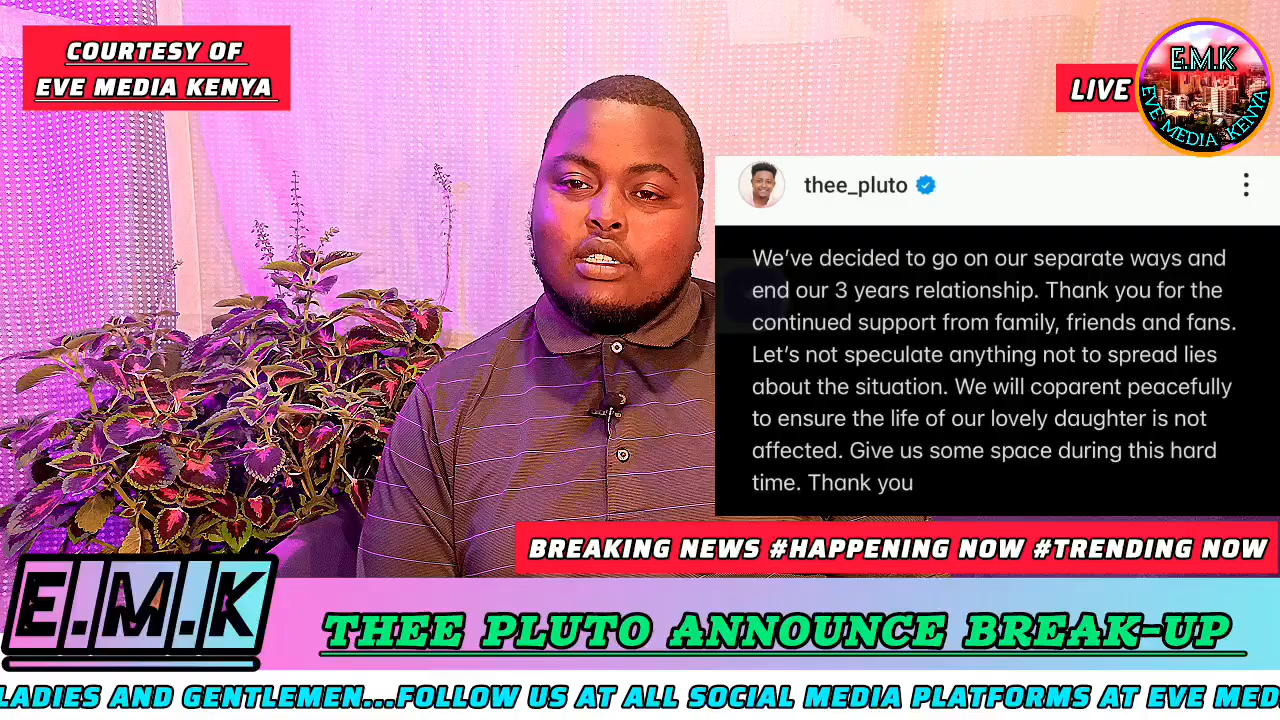 COURTESY OF
EVE MEDIA KENYA
LIVE
E.M.K
EVE MEDIA KENYA
thee_pluto
We've decided to go on our separate ways and
end our 3 years relationship. Thank you for the
continued support from family, friends and fans.
Let's not speculate anything not to spread lies
about the situation. We will coparent peacefully
to ensure the life of our lovely daughter is not
affected. Give us some space during this hard
time. Thank you
BREAKING NEWS #HAPPENING NOW #TRENDING NOW
E.M.K
THEE PLUTO ANNOUNCE BREAK-UP
LADIES AND GENTLEMEN...FOLLOW US AT ALL SOCIAL MEDIA PLATFORMS AT EVE MED